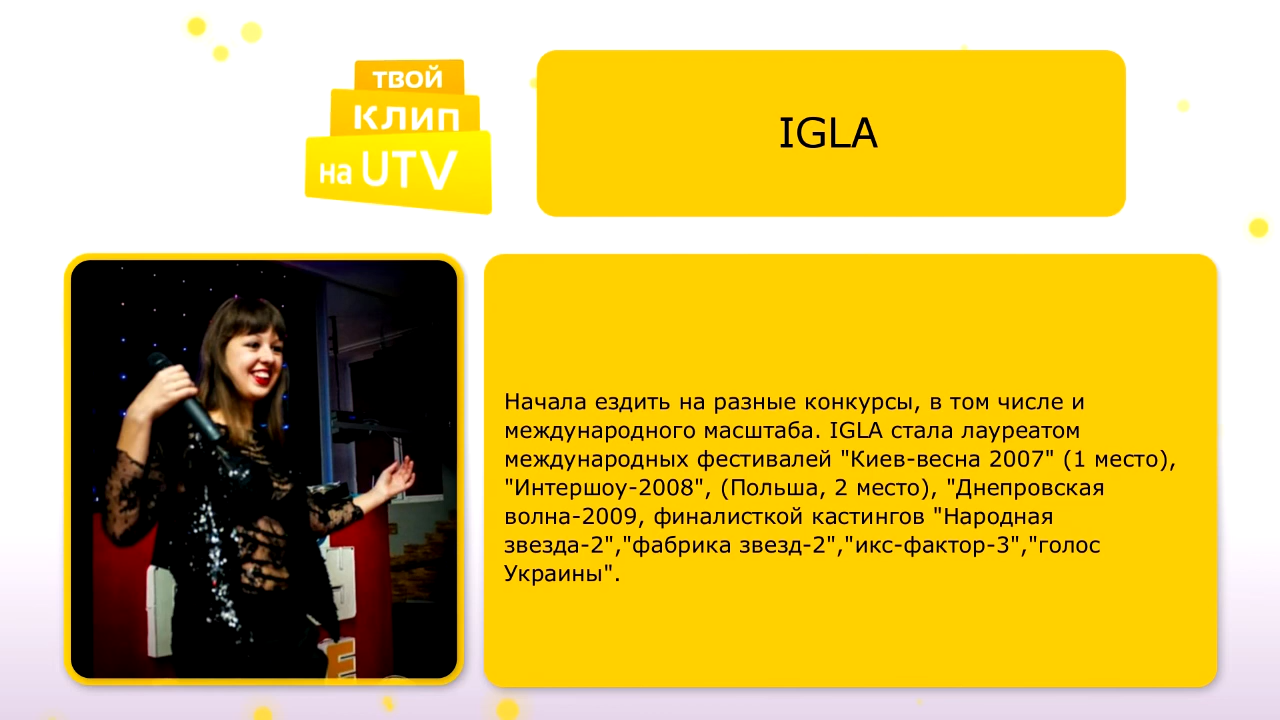 ТВОЙ
КЛИП
на UTV
IGLA
Начала ездить на разные конкурсы, в том числе и
международного масштаба. IGLA стала лауреатом
международных фестивалей "Киев-весна 2007" (1 место),
"Интершоу-2008", (Польша, 2 место), "Днепровская
волна-2009, финалисткой кастингов "Народная
звезда-2","фабрика звезд-2","икс-фактор-3","голос
Украины".